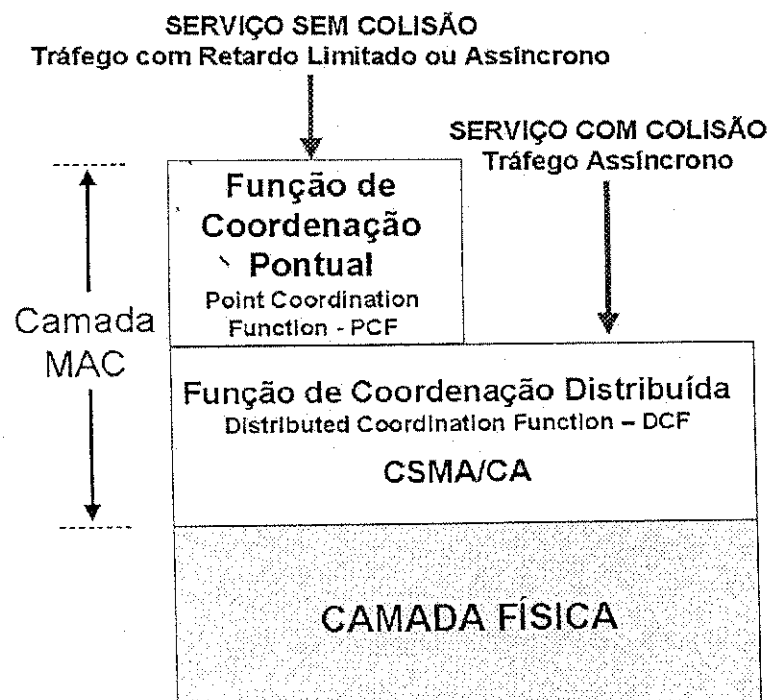 SERVIÇO SEM COLISÃO
Tráfego com Retardo Limitado ou Assíncrono
SERVIÇO COM COLISÃO
Tráfego Assíncrono
Função de
Coordenação
Pontual
Point Coordination
Function - PCF
Camada
MAC
Função de Coordenação Distribuída
Distributed Coordination Function – DCF
CSMA/CA
CAMADA FÍSICA